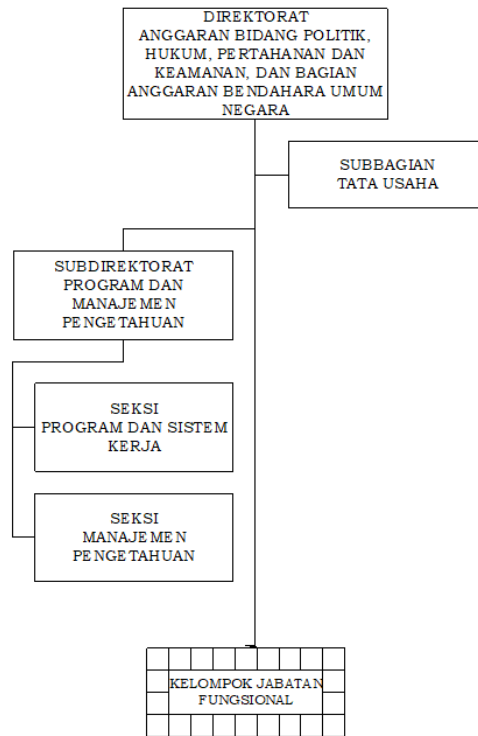 DIREKTORAT
ANGGARAN BIDANG POLITIK,
HUKUM, PERTAHANAN DAN
KEAMANAN, DAN BAGIAN
ANGGARAN BENDAHARA UMUM
NEGARA
SUBBAGIAN
TATA USAHA
SUBDIREKTORAT
PROGRAM DAN
MANAJEMEN
PENGETAHUAN
SEKSI
PROGRAM DAN SISTEM
KERJA
SEKSI
MANAJEMEN
PENGETAHUAN
KELOMPOK JABATAN
FUNGSIONAL